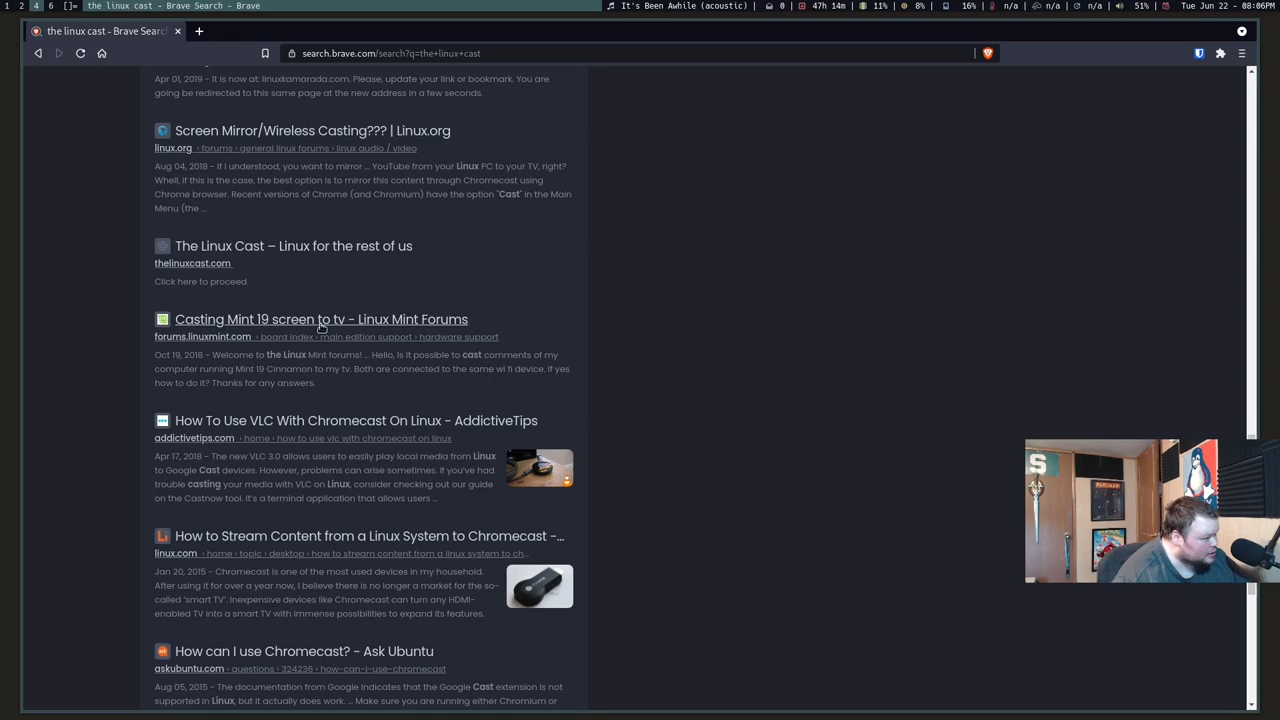 1 2 4 6 []= the linux cast - Brave Search - Brave It's Been Awhile (acoustic) 0 47h 14m 11% 8% 16% n/a n/a n/a 51% Tue Jun 22 - 08:06PM
the linux cast - Brave Searc
search.brave.com/search?q=the+linux+cast
Apr 01, 2019 - It is now at: linuxkamarada.com. Please, update your link or bookmark. You are
going be redirected to this same page at the new address in a few seconds.
Screen Mirror/Wireless Casting??? | Linux.org
linux.org › forums › general linux forums › linux audio / video
Aug 04, 2018 - If I understood, you want to mirror ... YouTube from your Linux PC to your TV, right?
Whell, if this is the case, the best option is to mirror this content through Chromecast using
Chrome browser. Recent versions of Chrome (and Chromium) have the option "Cast" in the Main
Menu (the ...
The Linux Cast – Linux for the rest of us
thelinuxcast.com
Click here to proceed
Casting Mint 19 screen to tv - Linux Mint Forums
forums.linuxmint.com › board index › main edition support › hardware support
Oct 19, 2018 - Welcome to the Linux Mint forums! ... Hello, Is it possible to cast comments of my
computer running Mint 19 Cinnamon to my tv. Both are connected to the same wi fi device. If yes
how to do it? Thanks for any answers.
How To Use VLC With Chromecast On Linux - AddictiveTips
addictivetips.com › home › how to use vlc with chromecast on linux
Apr 17, 2018 - The new VLC 3.0 allows users to easily play local media from Linux
to Google Cast devices. However, problems can arise sometimes. If you've had
trouble casting your media with VLC on Linux, consider checking out our guide
on the Castnow tool. It's a terminal application that allows users ...
How to Stream Content from a Linux System to Chromecast -...
linux.com › home › topic › desktop › how to stream content from a linux system to ch...
Jan 20, 2015 - Chromecast is one of the most used devices in my household.
After using it for over a year now, I believe there is no longer a market for the so-
called 'smart TV'. Inexpensive devices like Chromecast can turn any HDMI-
enabled TV into a smart TV with immense possibilities to expand its features.
How can I use Chromecast? - Ask Ubuntu
askubuntu.com › questions › 324236 › how-can-i-use-chromecast
Aug 05, 2015 - The documentation from Google indicates that the Google Cast extension is not
supported in Linux, but it actually does work. ... Make sure you are running either Chromium or